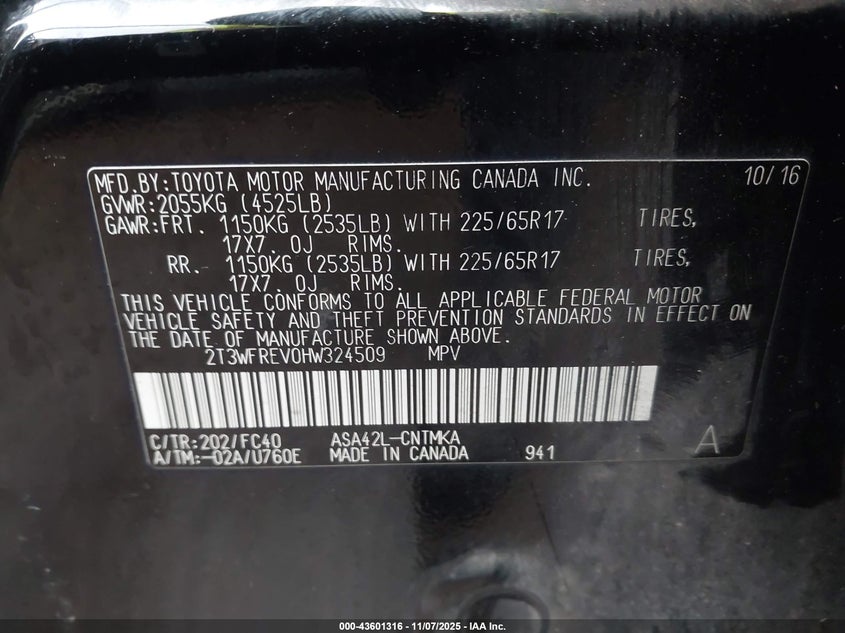 MFD.BY:TOYOTA MOTOR MANUFACTURING CANADA INC. 10/16
GVWR:2055KG (4525LB)
GAWR:FRT. 1150KG (2535LB) WITH 225/65R17 TIRES,
17X7. 0J RIMS.
RR. 1150KG (2535LB) WITH 225/65R17 TIRES,
17X7. 0J RIMS.
THIS VEHICLE CONFORMS TO ALL APPLICABLE FEDERAL MOTOR
VEHICLE SAFETY AND THEFT PREVENTION STANDARDS IN EFFECT ON
THE DATE OF MANUFACTURE SHOWN ABOVE.
2T3WFREV0HW324509 MPV
C/TR:202/FC40 ASA42L-CNTMKA A
A/TM:-02A/U760E MADE IN CANADA 941
000-43601316 - 11/07/2025 - IAA Inc.